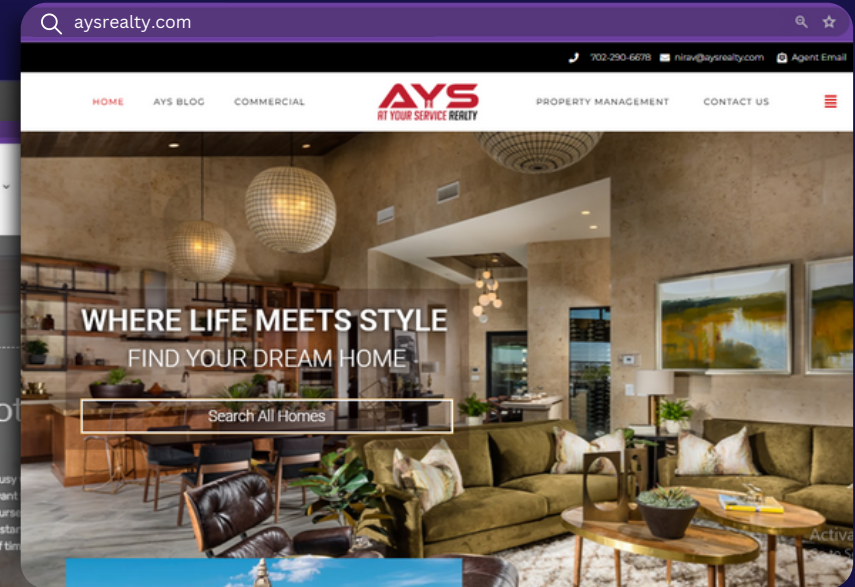 aysrealty.com
702-290-6678 nirav@aysrealty.com Agent Email
HOME AYS BLOG COMMERCIAL
AYS
AT YOUR SERVICE REALTY
PROPERTY MANAGEMENT CONTACT US
WHERE LIFE MEETS STYLE
FIND YOUR DREAM HOME
Search All Homes
Activa